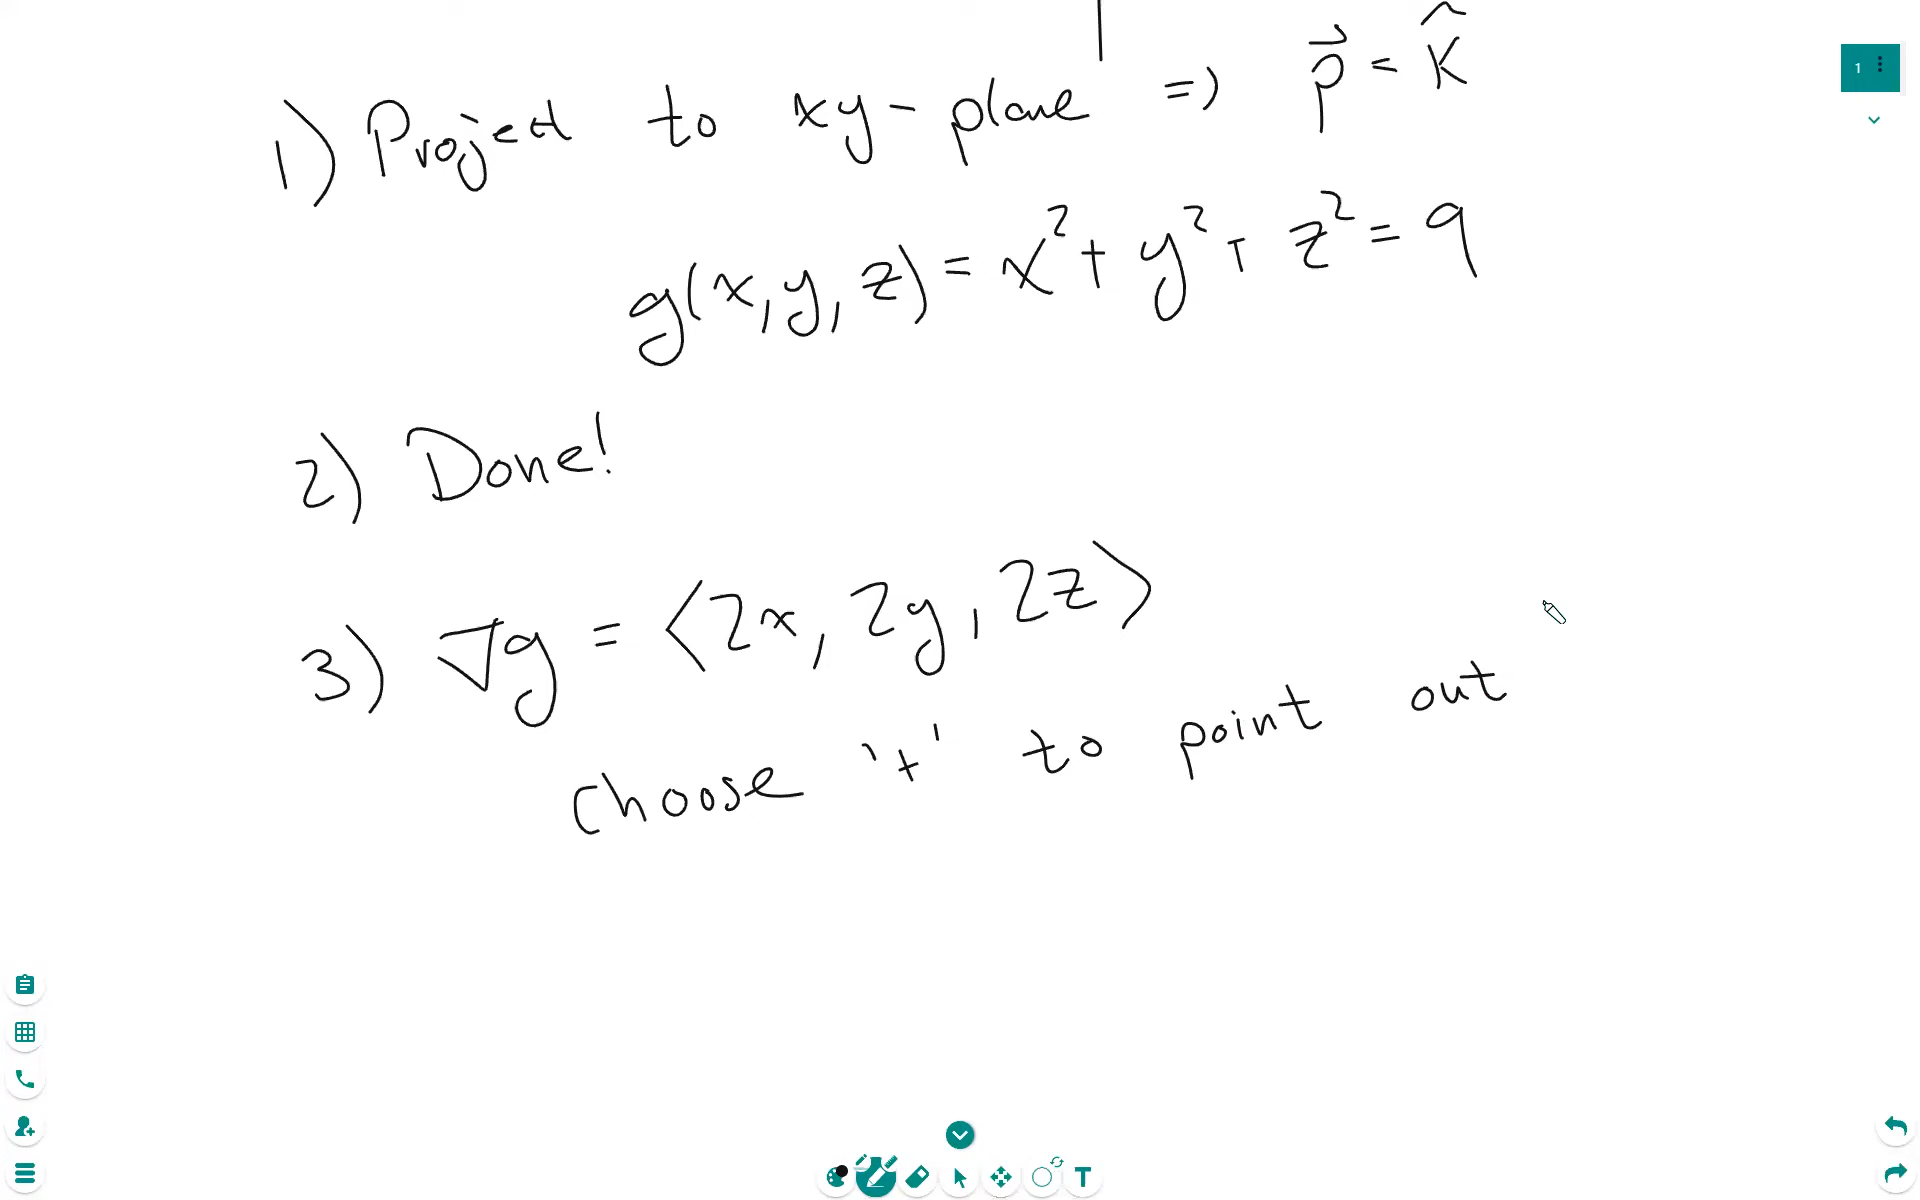 1) Project to xy-plane => p⃗ = k̂
g(x,y,z) = x² + y² + z² = 9
2) Done!
3) ∇g = ⟨2x, 2y, 2z⟩
choose '+' to point out
1
T